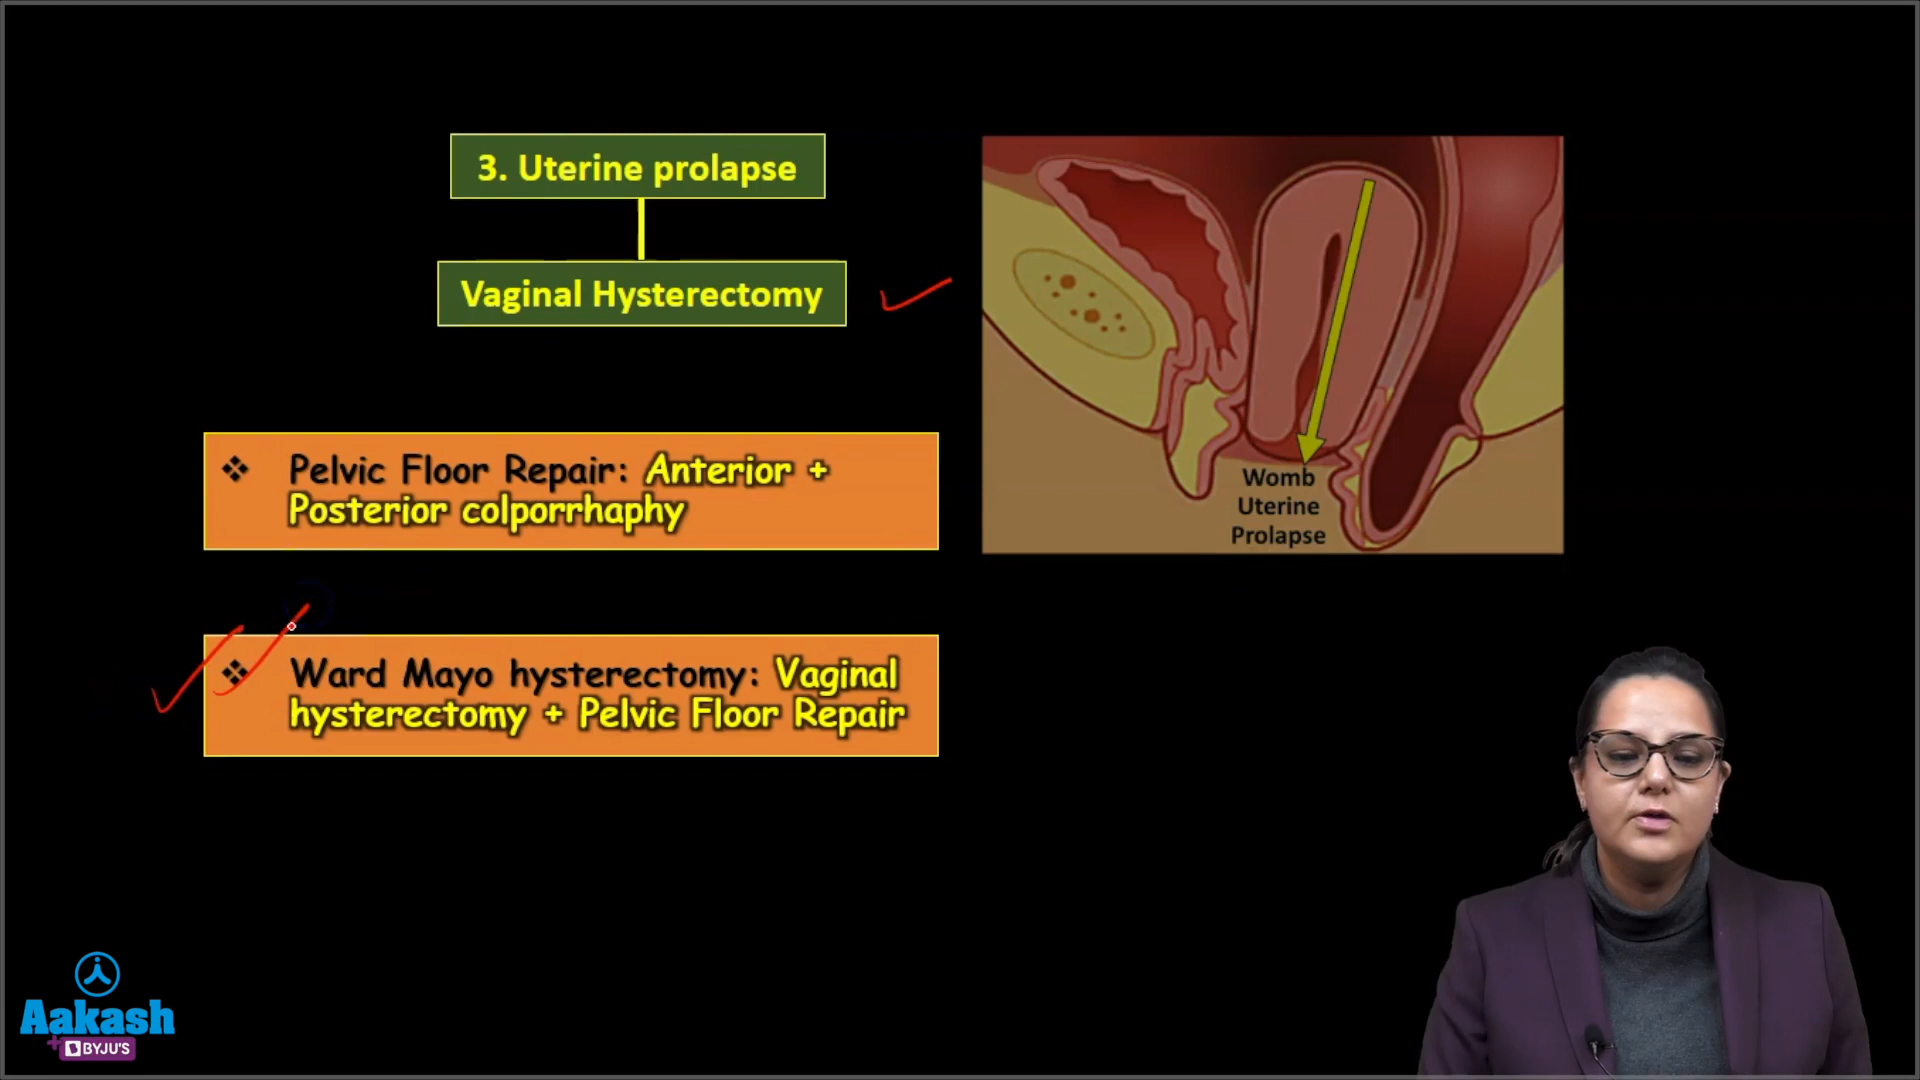 3. Uterine prolapse
Vaginal Hysterectomy
Pelvic Floor Repair: Anterior +
Posterior colporrhaphy
Ward Mayo hysterectomy: Vaginal
hysterectomy + Pelvic Floor Repair
Womb
Uterine
Prolapse
Aakash
+ BYJU'S